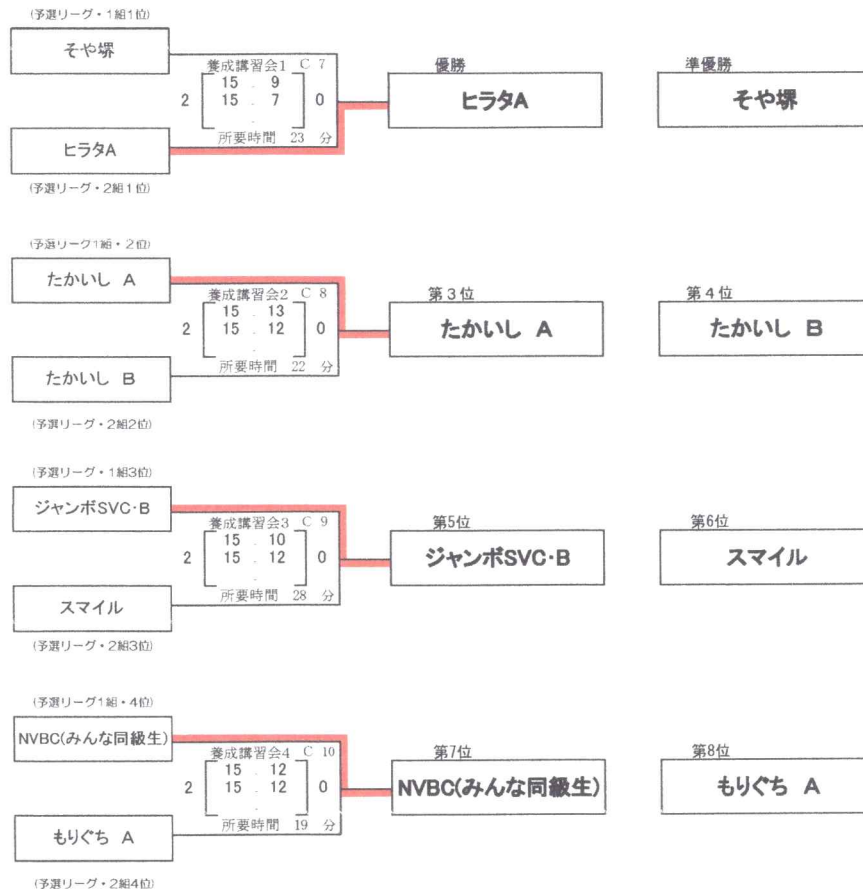 (予選リーグ・1組1位)
そや堺
養成講習会1 C 7
優勝
準優勝
2 15 . 9 0
15 . 7
.
ヒラタA
そや堺
所要時間 23 分
ヒラタA
(予選リーグ・2組1位)
(予選リーグ1組・2位)
たかいし A
養成講習会2 C 8
第3位
第4位
2 15 . 13 0
15 . 12
.
たかいし A
たかいし B
所要時間 22 分
たかいし B
(予選リーグ・2組2位)
(予選リーグ・1組3位)
ジャンボSVC・B
養成講習会3 C 9
第5位
第6位
2 15 . 10 0
15 . 12
.
ジャンボSVC・B
スマイル
所要時間 28 分
スマイル
(予選リーグ・2組3位)
(予選リーグ1組・4位)
NVBC(みんな同級生)
養成講習会4 C 10
第7位
第8位
2 15 . 12 0
15 . 12
.
NVBC(みんな同級生)
もりぐち A
所要時間 19 分
もりぐち A
(予選リーグ・2組4位)